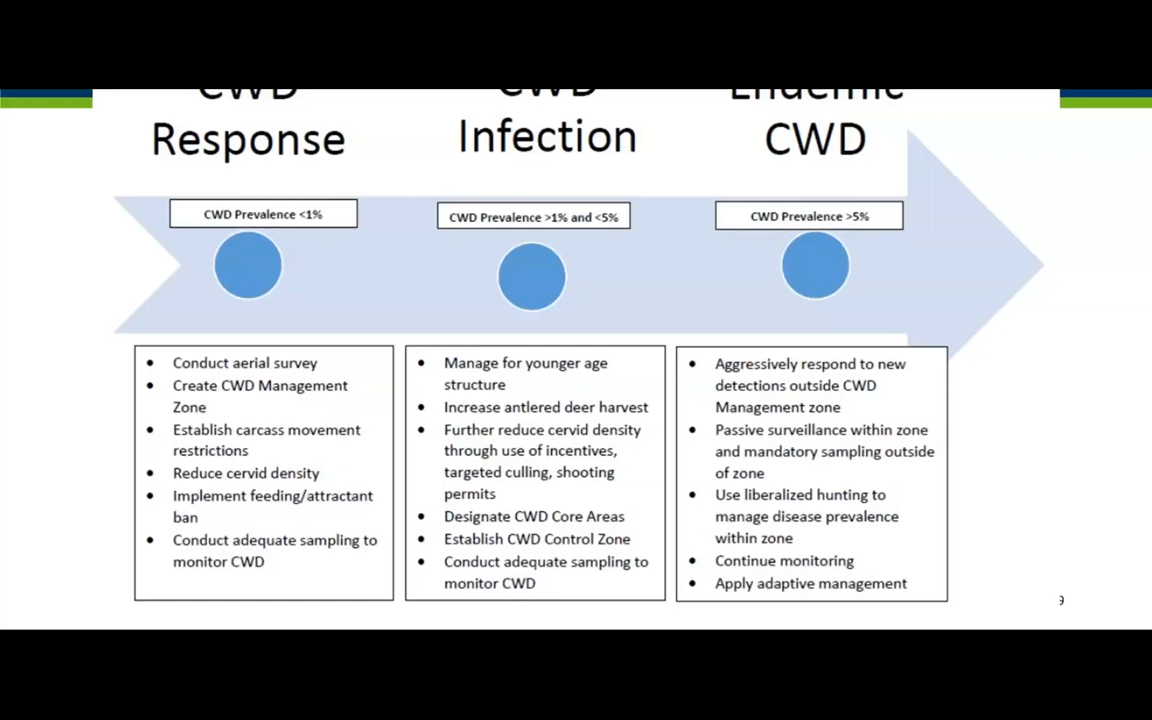 CWD
Response
CWD
Infection
Endemic
CWD
CWD Prevalence <1%
CWD Prevalence >1% and <5%
CWD Prevalence >5%
• Conduct aerial survey
• Create CWD Management
Zone
• Establish carcass movement
restrictions
• Reduce cervid density
• Implement feeding/attractant
ban
• Conduct adequate sampling to
monitor CWD
• Manage for younger age
structure
• Increase antlered deer harvest
• Further reduce cervid density
through use of incentives,
targeted culling, shooting
permits
• Designate CWD Core Areas
• Establish CWD Control Zone
• Conduct adequate sampling to
monitor CWD
• Aggressively respond to new
detections outside CWD
Management zone
• Passive surveillance within zone
and mandatory sampling outside
of zone
• Use liberalized hunting to
manage disease prevalence
within zone
• Continue monitoring
• Apply adaptive management
9